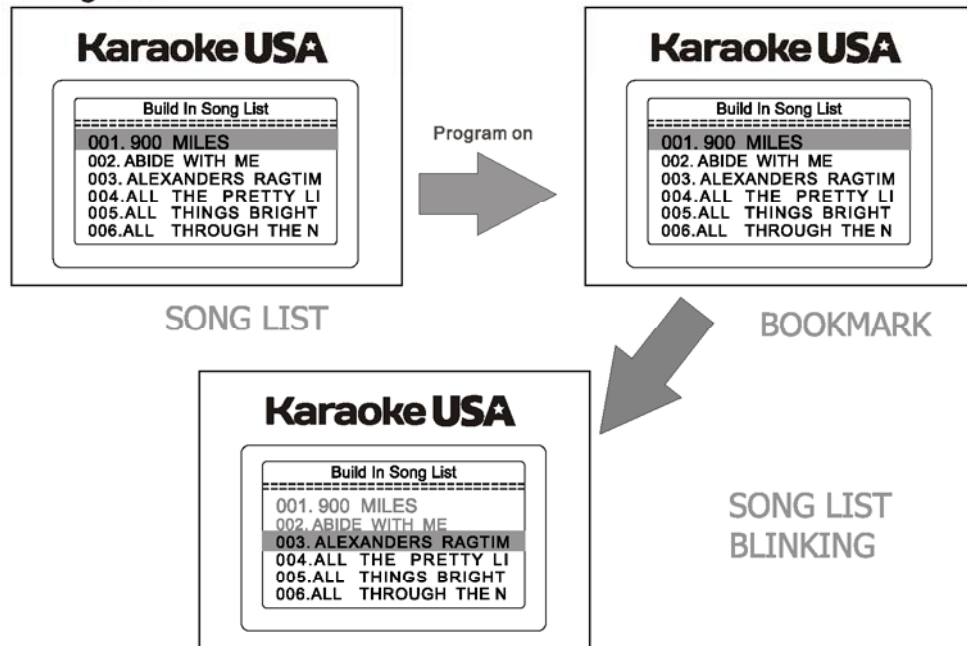 Karaoke USA
Build In Song List
001. 900 MILES
002. ABIDE WITH ME
003. ALEXANDERS RAGTIM
004.ALL THE PRETTY LI
005.ALL THINGS BRIGHT
006.ALL THROUGH THE N
SONG LIST
Program on
Karaoke USA
Build In Song List
001. 900 MILES
002. ABIDE WITH ME
003. ALEXANDERS RAGTIM
004.ALL THE PRETTY LI
005.ALL THINGS BRIGHT
006.ALL THROUGH THE N
BOOKMARK
Karaoke USA
Build In Song List
001. 900 MILES
002. ABIDE WITH ME
003. ALEXANDERS RAGTIM
004.ALL THE PRETTY LI
005.ALL THINGS BRIGHT
006.ALL THROUGH THE N
SONG LIST
BLINKING